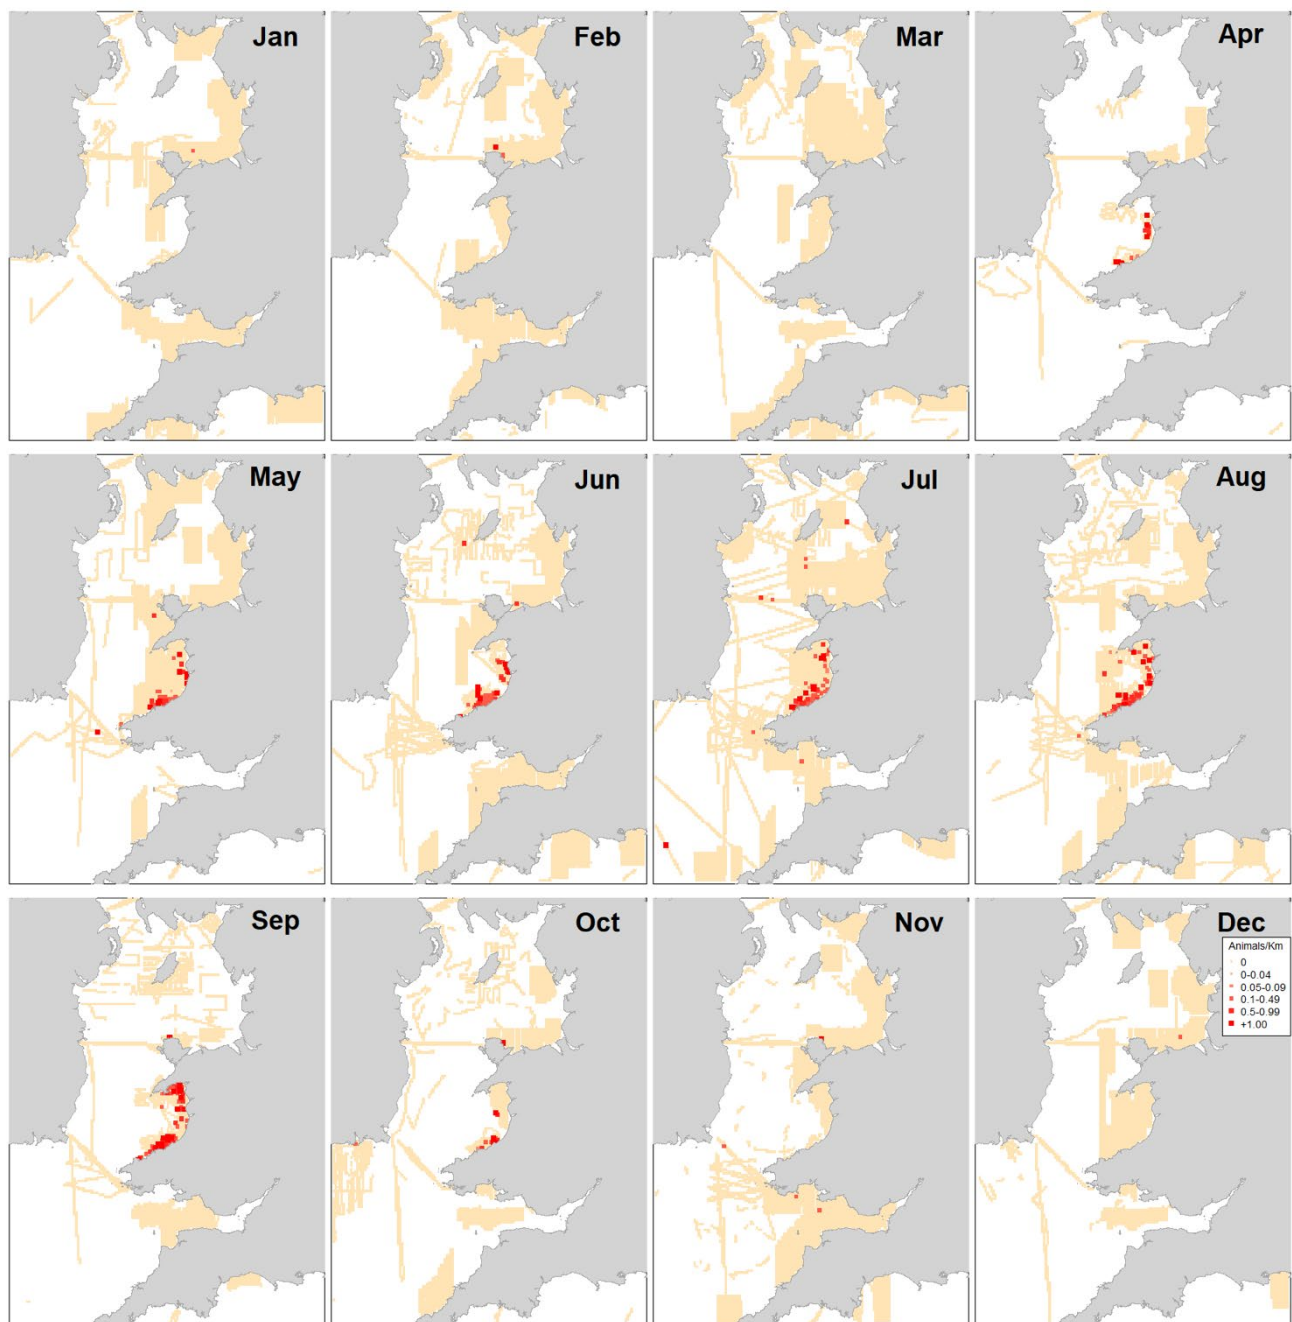 Jan
Feb
Mar
Apr
May
Jun
Jul
Aug
Sep
Oct
Nov
Dec
Animals/Km
0
0-0.04
0.05-0.09
0.1-0.49
0.5-0.99
+1.00